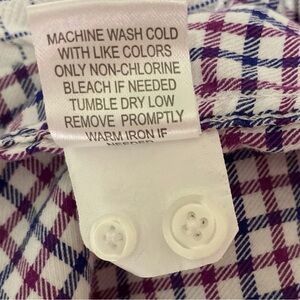 MACHINE WASH COLD
WITH LIKE COLORS
ONLY NON-CHLORINE
BLEACH IF NEEDED
TUMBLE DRY LOW
REMOVE PROMPTLY
WARM IRON IF
NEEDED